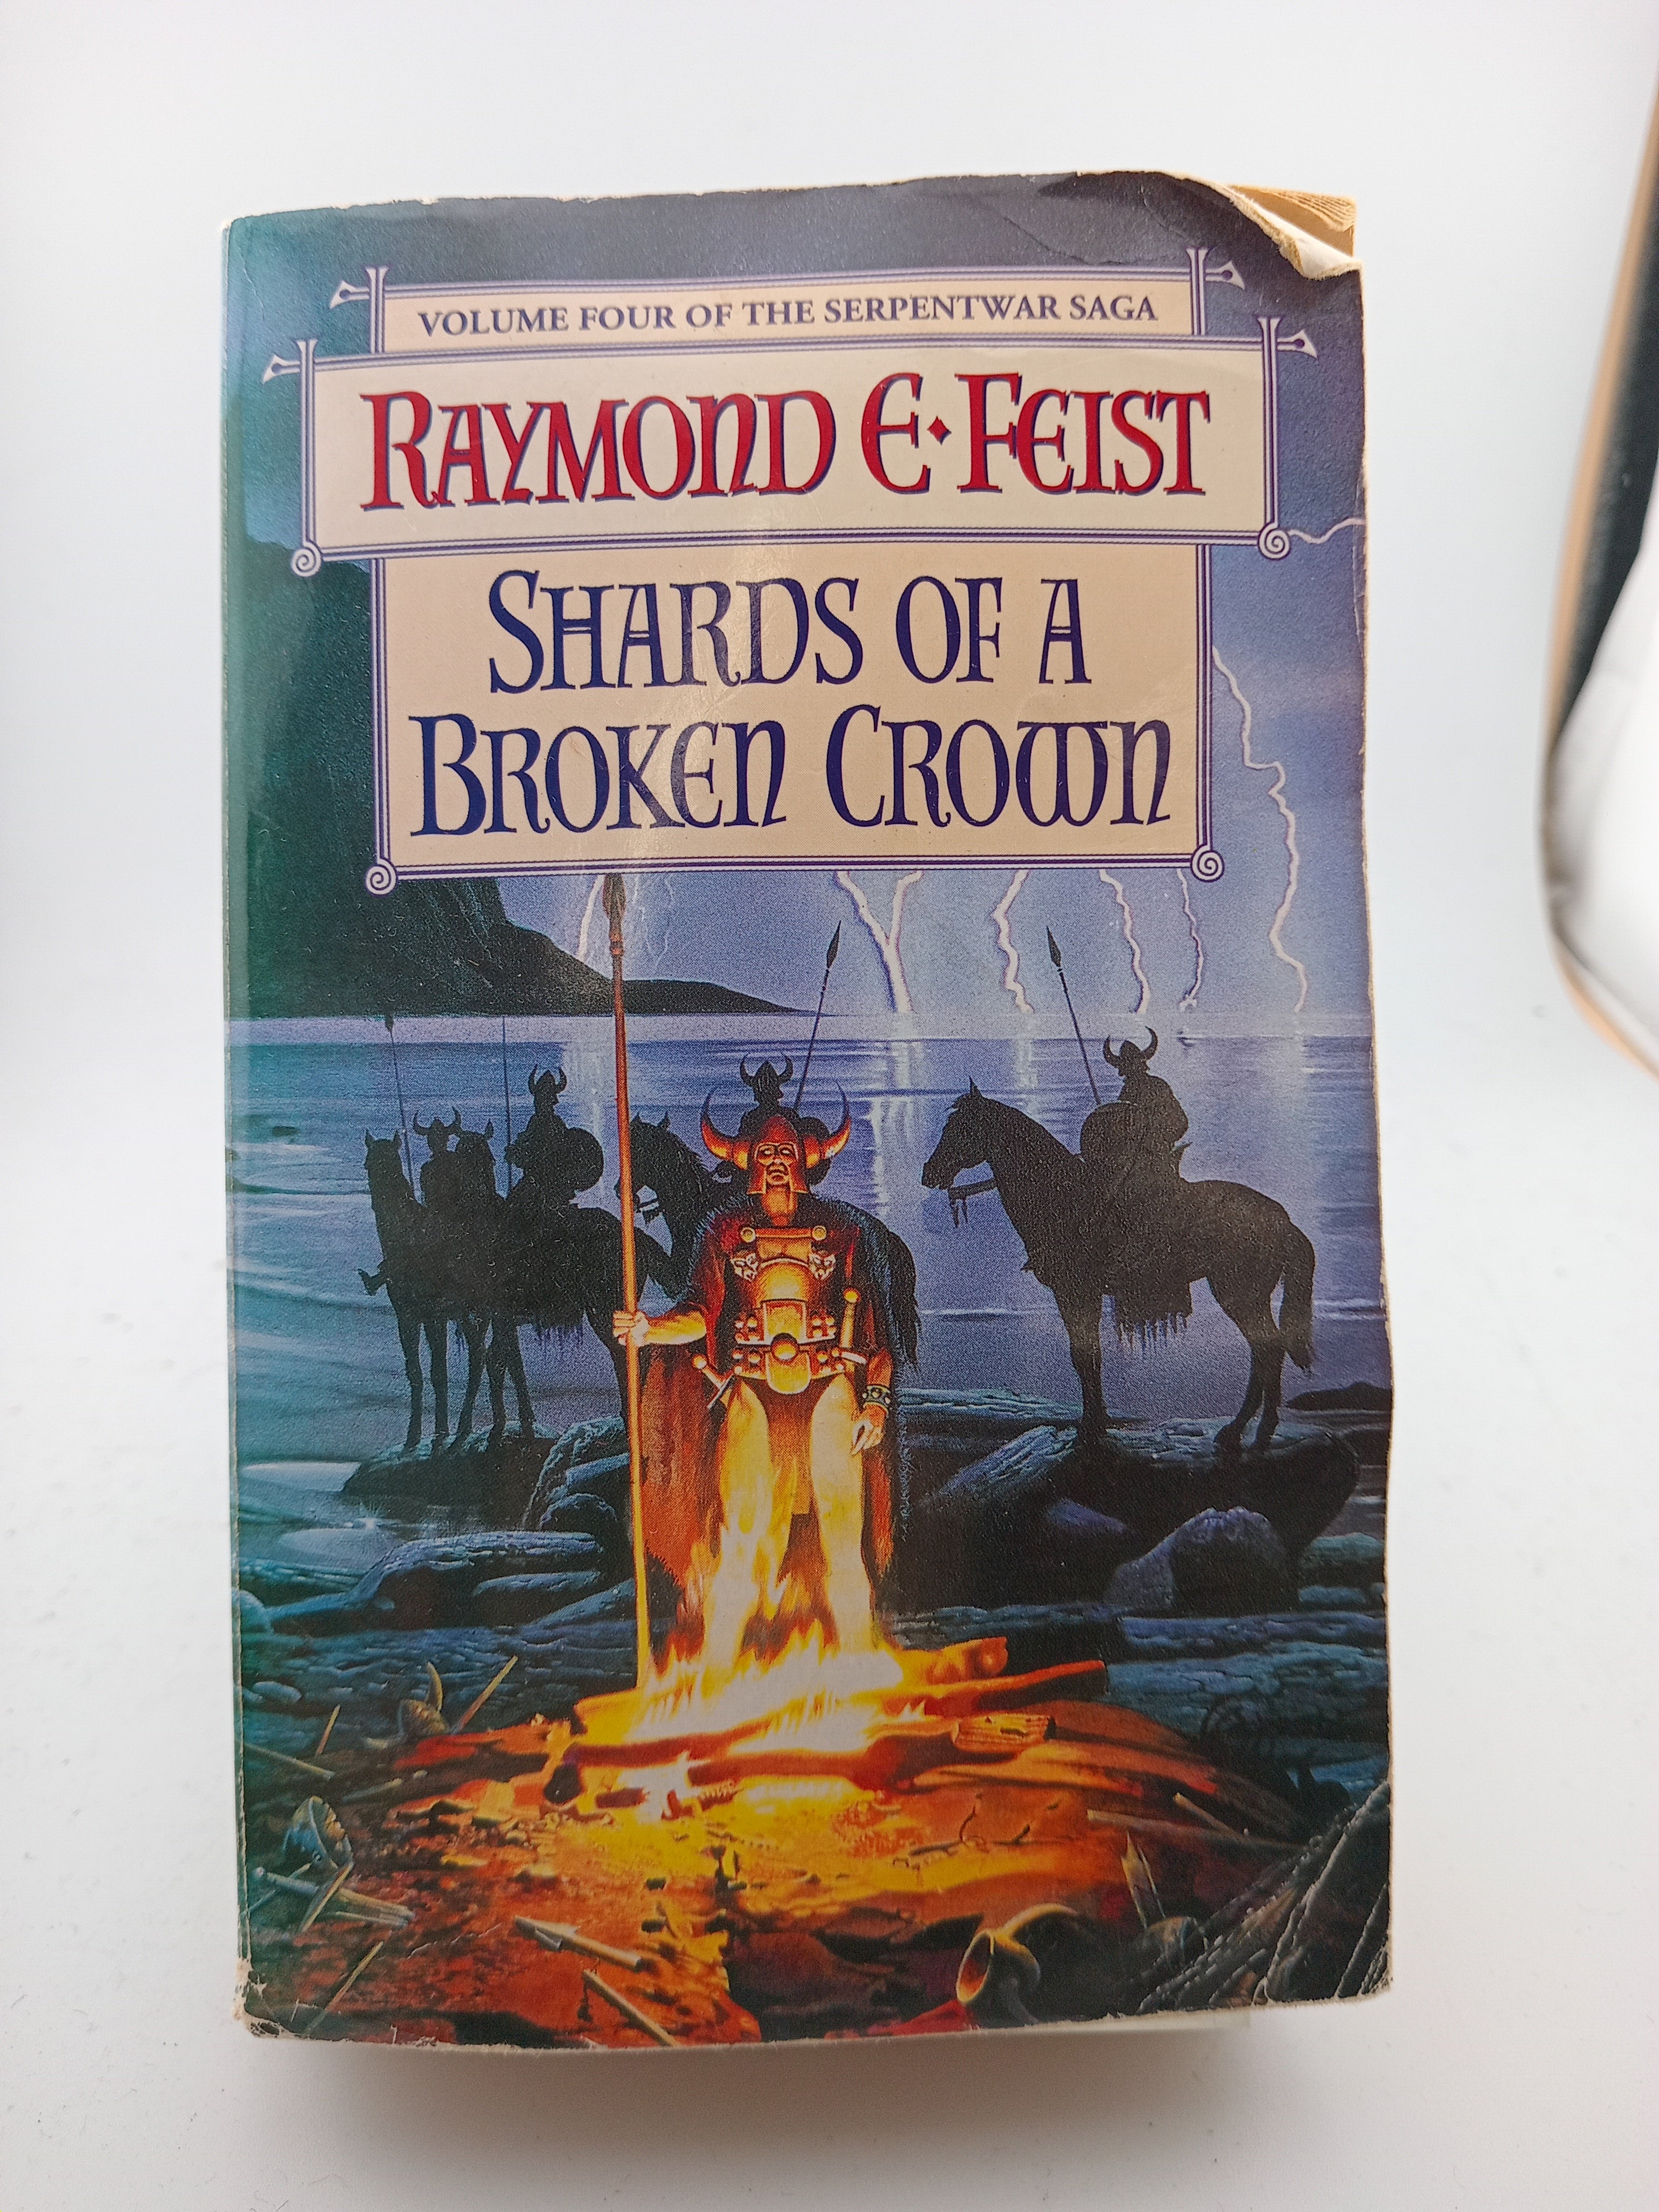 VOLUME FOUR OF THE SERPENTWAR SAGA
RAYMOND E·FEIST
SHARDS OF A
BROKEN CROWN